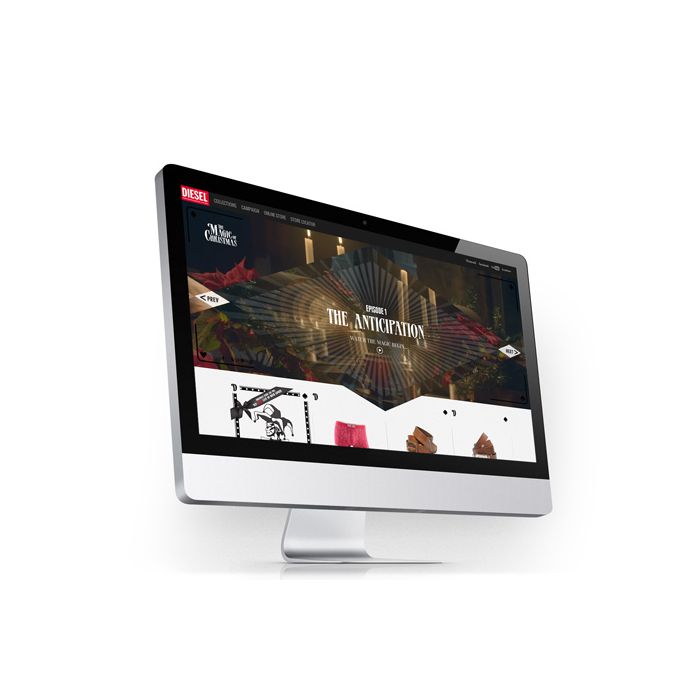 DIESEL
COLLECTIONS CAMPAIGN ONLINE STORE STORE LOCATOR
THE
MAGIC OF
CHRISTMAS
< PREV
EPISODE 1
THE ANTICIPATION
WATCH THE MAGIC BEGIN...
NEXT >